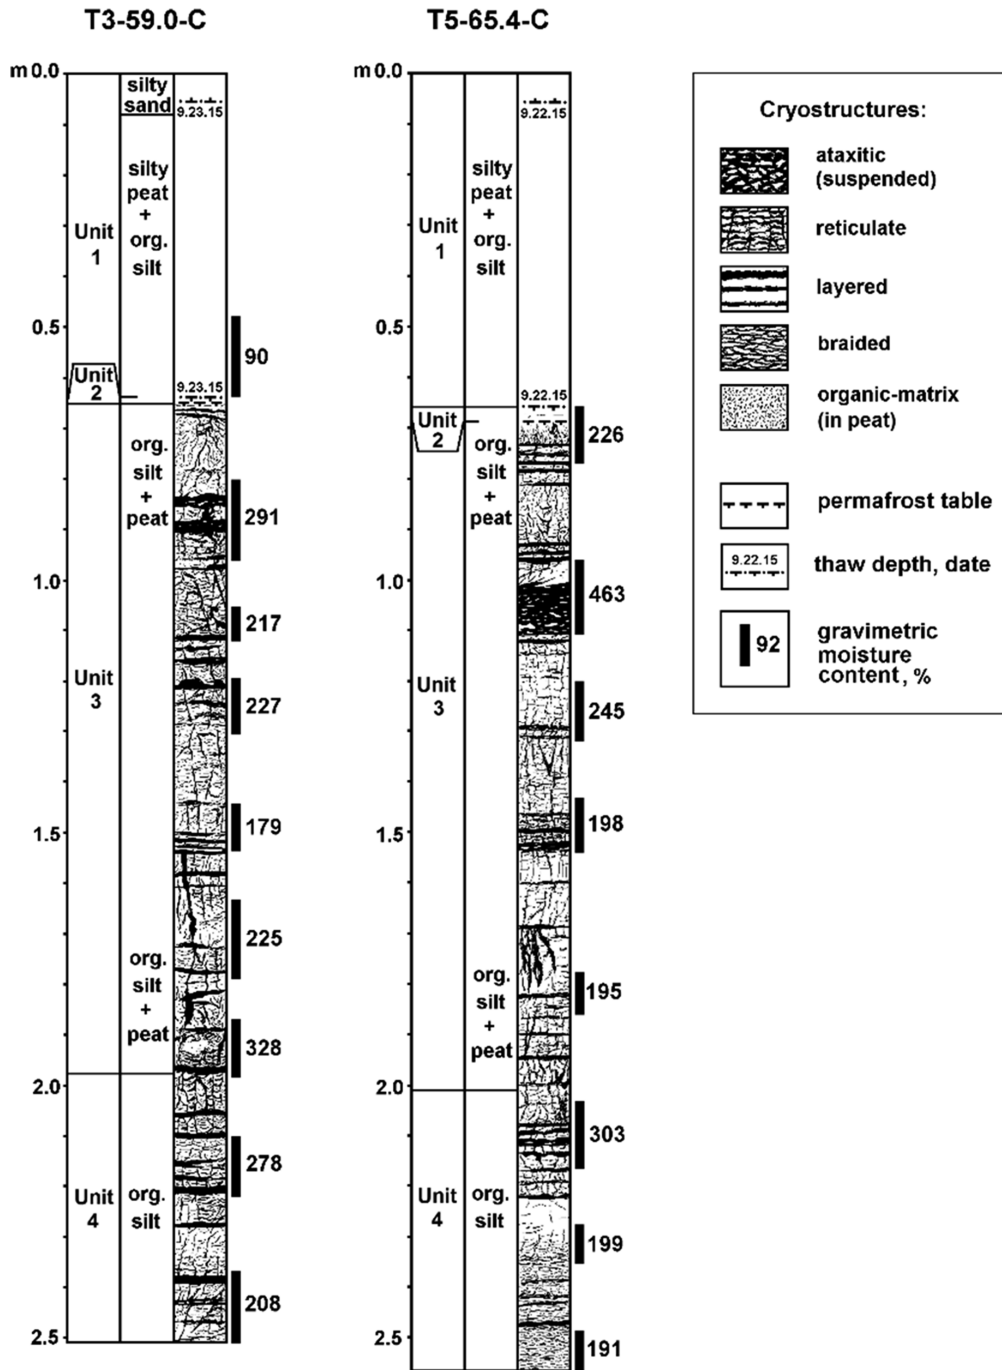 T3-59.0-C
m 0.0
silty
sand
9.23.15
silty
peat
+
org.
silt
Unit
1
0.5
90
Unit
2
9.23.15
org.
silt
+
peat
291
1.0
217
Unit
3
227
1.5
179
225
org.
silt
+
peat
328
2.0
278
Unit
4
org.
silt
208
2.5
T5-65.4-C
m 0.0
9.22.15
silty
peat
+
org.
silt
Unit
1
0.5
9.22.15
Unit
2
226
org.
silt
+
peat
1.0
463
Unit
3
245
1.5
198
org.
silt
+
peat
195
2.0
303
Unit
4
org.
silt
199
2.5
191
Cryostructures:
ataxitic
(suspended)
reticulate
layered
braided
organic-matrix
(in peat)
permafrost table
9.22.15
thaw depth, date
92
gravimetric
moisture
content, %